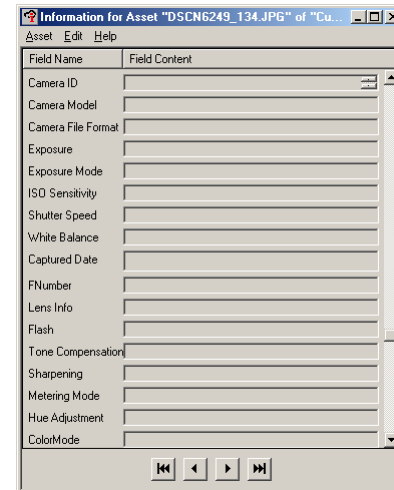 Information for Asset "DSCN6249_134.JPG" of "Cu...
Asset Edit Help
Field Name Field Content
Camera ID
Camera Model
Camera File Format
Exposure
Exposure Mode
ISO Sensitivity
Shutter Speed
White Balance
Captured Date
FNumber
Lens Info
Flash
Tone Compensation
Sharpening
Metering Mode
Hue Adjustment
ColorMode